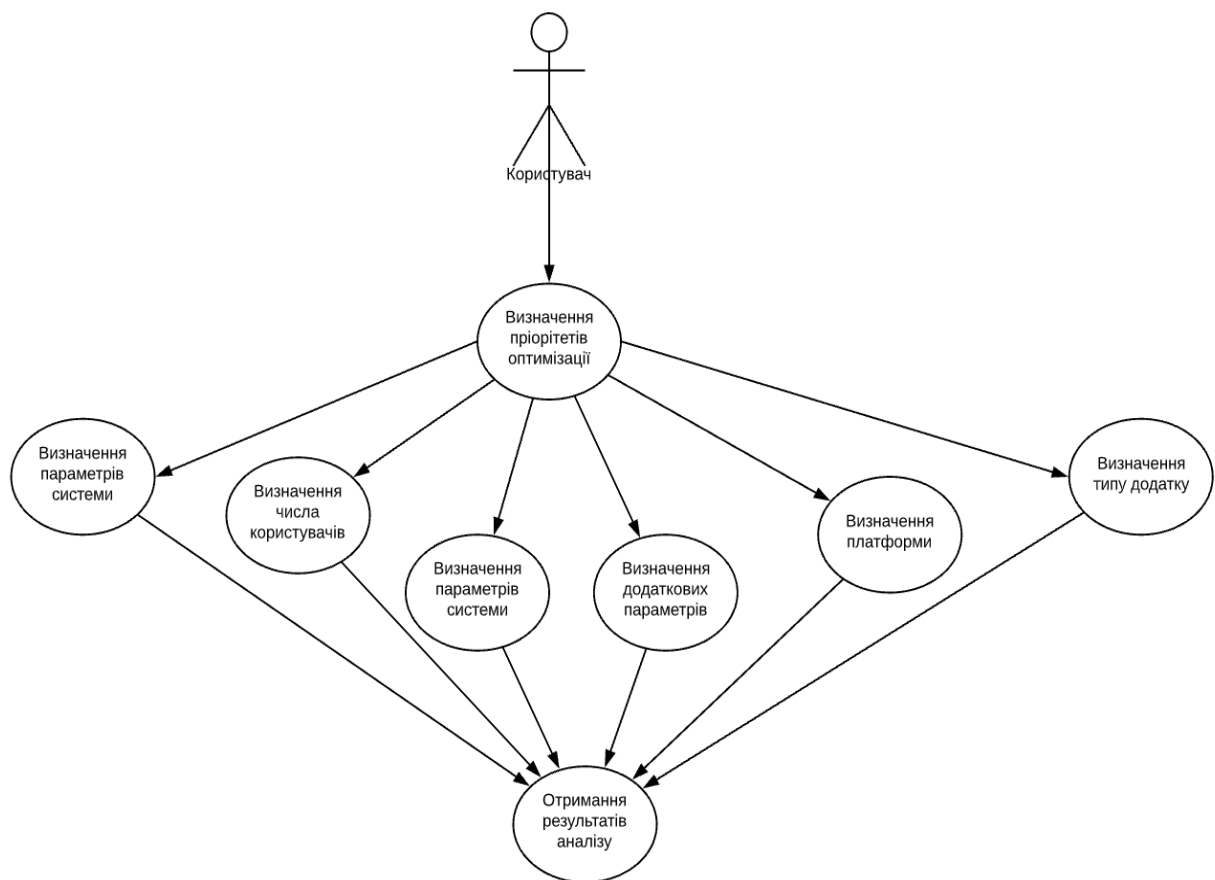 Користувач
Визначення
пріорітетів
оптимізації
Визначення
параметрів
системи
Визначення
числа
користувачів
Визначення
параметрів
системи
Визначення
додаткових
параметрів
Визначення
платформи
Визначення
типу додатку
Отримання
результатів
аналізу